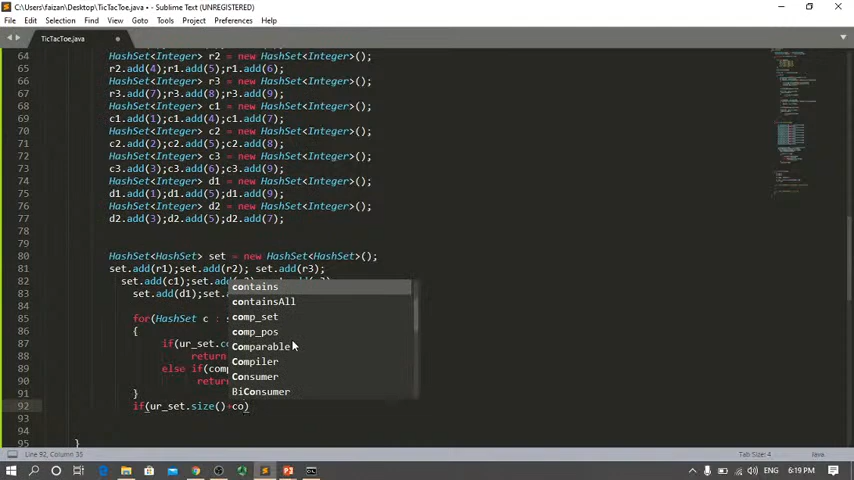 C:\Users\faizan\Desktop\TicTacToe.java • - Sublime Text (UNREGISTERED)
File Edit Selection Find View Goto Tools Project Preferences Help
TicTacToe.java
64 HashSet<Integer> r2 = new HashSet<Integer>();
65 r2.add(4);r1.add(5);r1.add(6);
66 HashSet<Integer> r3 = new HashSet<Integer>();
67 r3.add(7);r3.add(8);r3.add(9);
68 HashSet<Integer> c1 = new HashSet<Integer>();
69 c1.add(1);c1.add(4);c1.add(7);
70 HashSet<Integer> c2 = new HashSet<Integer>();
71 c2.add(2);c2.add(5);c2.add(8);
72 HashSet<Integer> c3 = new HashSet<Integer>();
73 c3.add(3);c3.add(6);c3.add(9);
74 HashSet<Integer> d1 = new HashSet<Integer>();
75 d1.add(1);d1.add(5);d1.add(9);
76 HashSet<Integer> d2 = new HashSet<Integer>();
77 d2.add(3);d2.add(5);d2.add(7);
78
79
80 HashSet<HashSet> set = new HashSet<HashSet>();
81 set.add(r1);set.add(r2); set.add(r3);
82 set.add(c1);set.
83 set.add(d1);set.
84
85 for(HashSet c :
86 {
87 if(ur_set.co
88 return
89 else if(comp
90 return
91 }
92 if(ur_set.size()+co)
93
94
95 }
contains
containsAll
comp_set
comp_pos
Comparable
Compiler
Consumer
BiConsumer
Line 92, Column 35
Tab Size: 4
Java
ENG
6:19 PM